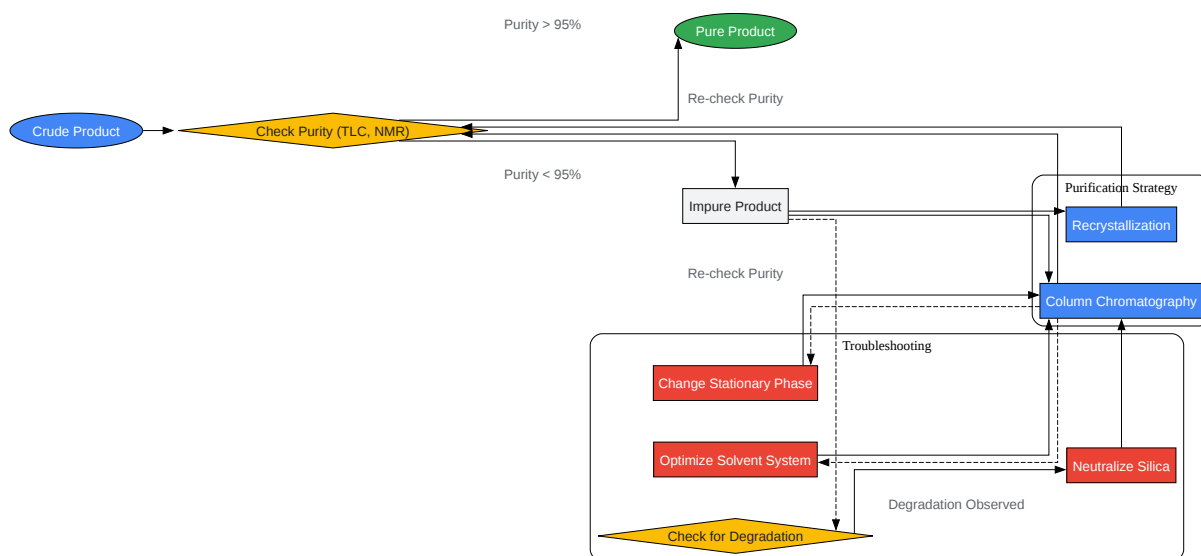 Purity > 95%
Pure Product
Re-check Purity
Crude Product
Check Purity (TLC, NMR)
Purity < 95%
Purification Strategy
Impure Product
Recrystallization
Re-check Purity
Column Chromatography
Troubleshooting
Change Stationary Phase
Optimize Solvent System
Neutralize Silica
Degradation Observed
Check for Degradation